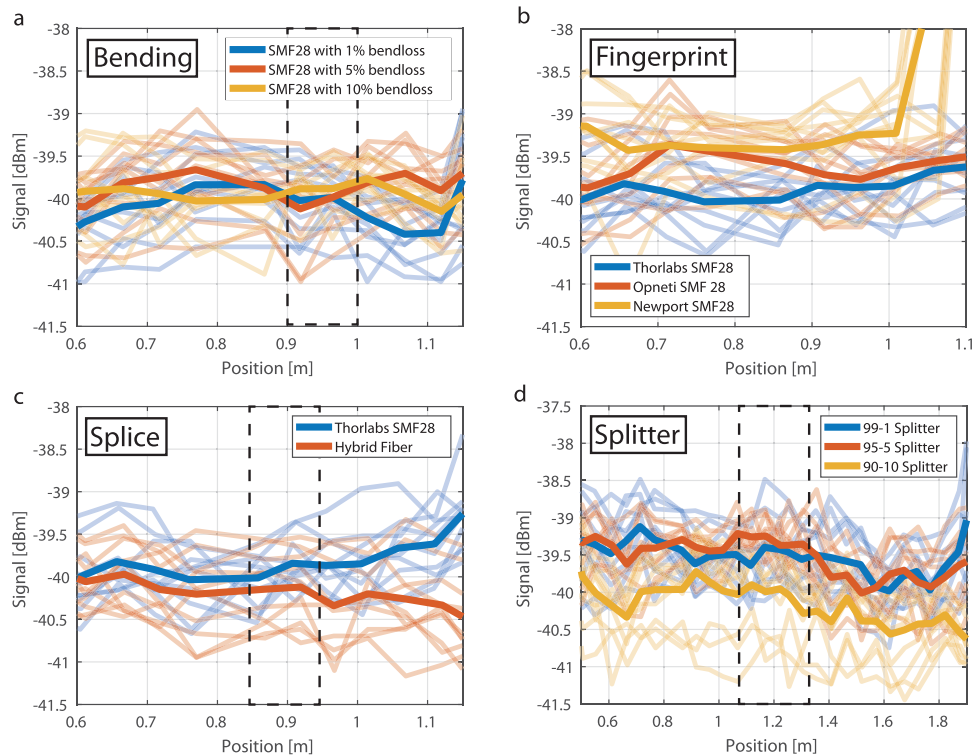 a
Bending
SMF28 with 1% bendloss
SMF28 with 5% bendloss
SMF28 with 10% bendloss
-38
-39
-39.5
-40
-40.5
-41
-41.5
Signal [dBm]
0.6
0.7
0.8
0.9
1
1.1
Position [m]
b
Fingerprint
Thorlabs SMF28
Opneti SMF 28
Newport SMF28
-38
-38.5
-39
-39.5
-40
-40.5
-41
-41.5
Signal [dBm]
0.6
0.7
0.8
0.9
1
1.1
Position [m]
c
Splice
Thorlabs SMF28
Hybrid Fiber
-38
-39
-39.5
-40
-40.5
-41
-41.5
Signal [dBm]
0.6
0.7
0.8
0.9
1
1.1
Position [m]
d
Splitter
99-1 Splitter
95-5 Splitter
90-10 Splitter
-37.5
-38
-38.5
-39
-39.5
-40
-40.5
-41
-41.5
Signal [dBm]
0.6
0.8
1
1.2
1.4
1.6
1.8
Position [m]